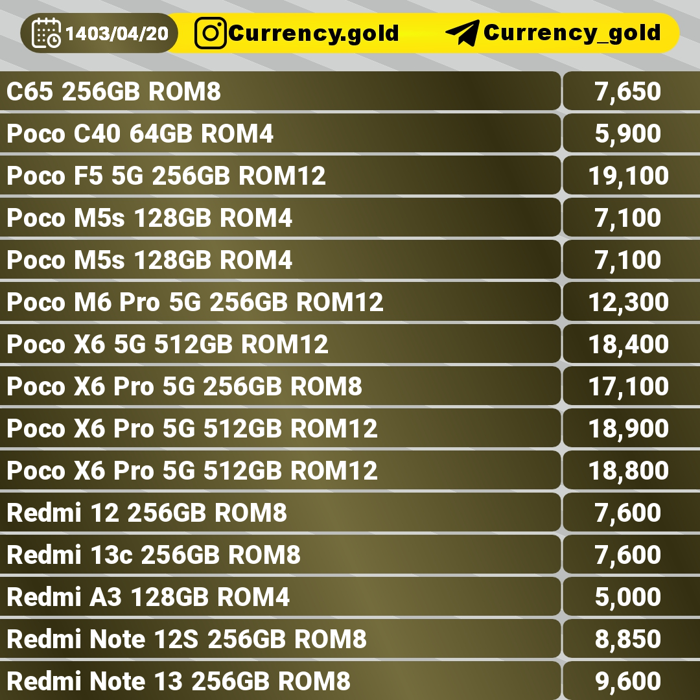 1403/04/20 Currency.gold Currency_gold
C65 256GB ROM8 7,650
Poco C40 64GB ROM4 5,900
Poco F5 5G 256GB ROM12 19,100
Poco M5s 128GB ROM4 7,100
Poco M5s 128GB ROM4 7,100
Poco M6 Pro 5G 256GB ROM12 12,300
Poco X6 5G 512GB ROM12 18,400
Poco X6 Pro 5G 256GB ROM8 17,100
Poco X6 Pro 5G 512GB ROM12 18,900
Poco X6 Pro 5G 512GB ROM12 18,800
Redmi 12 256GB ROM8 7,600
Redmi 13c 256GB ROM8 7,600
Redmi A3 128GB ROM4 5,000
Redmi Note 12S 256GB ROM8 8,850
Redmi Note 13 256GB ROM8 9,600